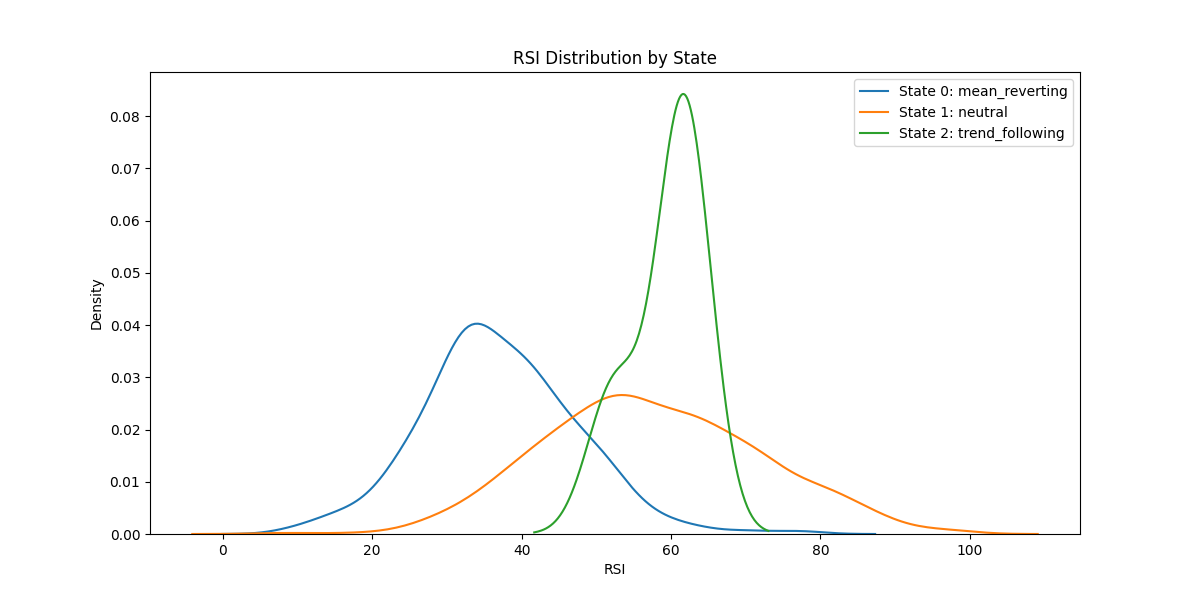 RSI Distribution by State
State 0: mean_reverting
State 1: neutral
State 2: trend_following
Density
0.08
0.07
0.06
0.05
0.04
0.03
0.02
0.01
0.00
0 20 40 60 80 100
RSI